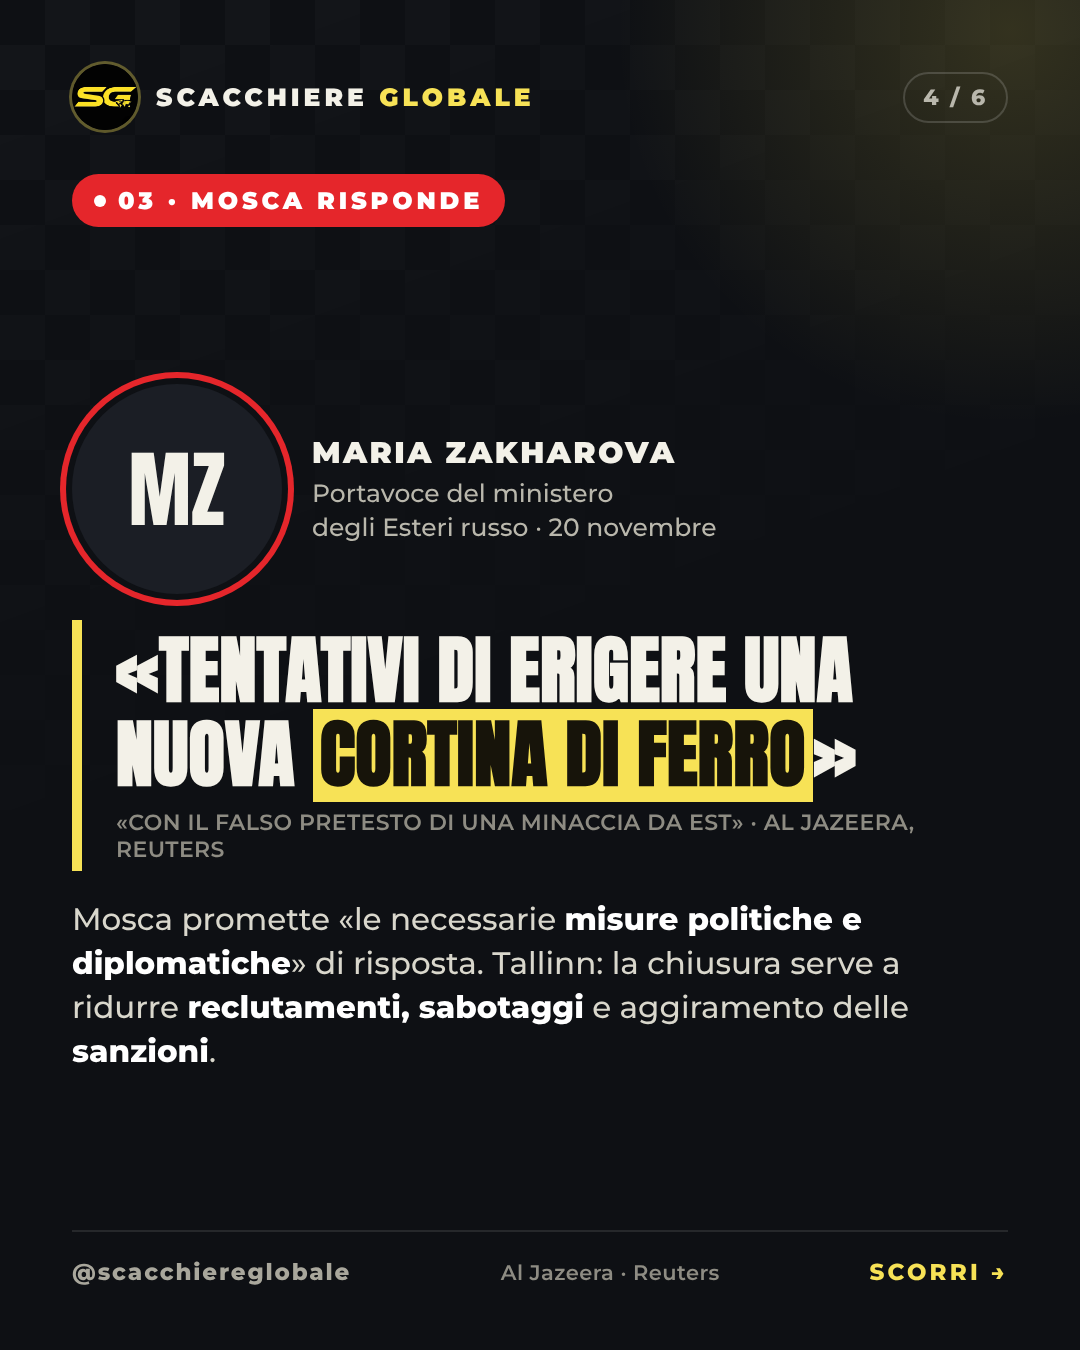 SG
SCACCHIERE GLOBALE
4 / 6
03 · MOSCA RISPONDE
MZ
MARIA ZAKHAROVA
Portavoce del ministero
degli Esteri russo · 20 novembre
«TENTATIVI DI ERIGERE UNA
NUOVA CORTINA DI FERRO»
«CON IL FALSO PRETESTO DI UNA MINACCIA DA EST» · AL JAZEERA,
REUTERS
Mosca promette «le necessarie misure politiche e
diplomatiche» di risposta. Tallinn: la chiusura serve a
ridurre reclutamenti, sabotaggi e aggiramento delle
sanzioni.
@scacchiereglobale
Al Jazeera · Reuters
SCORRI →